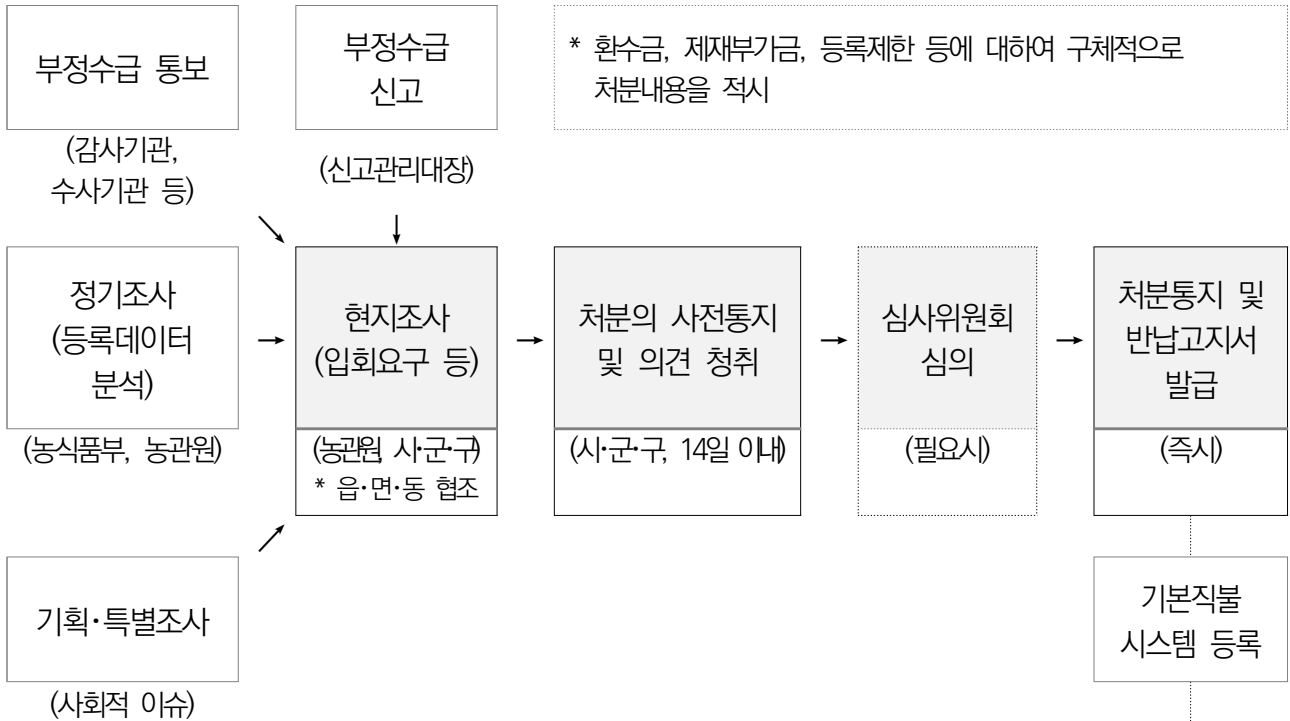 부정수급 통보
(감사기관,
수사기관 등)
부정수급
신고
(신고관리대장)
* 환수금, 제재부가금, 등록제한 등에 대하여 구체적으로
처분내용을 적시
정기조사
(등록데이터
분석)
(농식품부, 농관원)
현지조사
(입회요구 등)
(농관원, 시·군·구)
* 읍·면·동 협조
처분의 사전통지
및 의견 청취
(시·군·구, 14일 이내)
심사위원회
심의
(필요시)
처분통지 및
반납고지서
발급
(즉시)
기획·특별조사
(사회적 이슈)
기본직불
시스템 등록